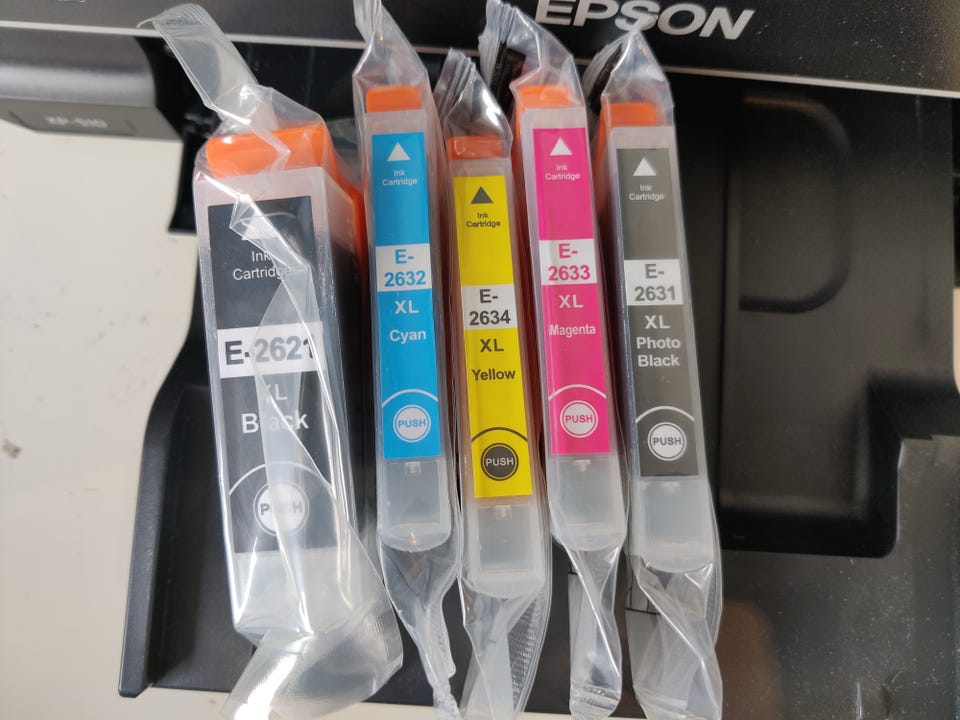 EPSON
Ink
Cartridge
E-2621
XL
Black
PUSH
Ink
Cartridge
E-
2632
XL
Cyan
PUSH
Ink
Cartridge
E-
2634
XL
Yellow
PUSH
Ink
Cartridge
E-
2633
XL
Magenta
PUSH
Ink
Cartridge
E-
2631
XL
Photo
Black
PUSH